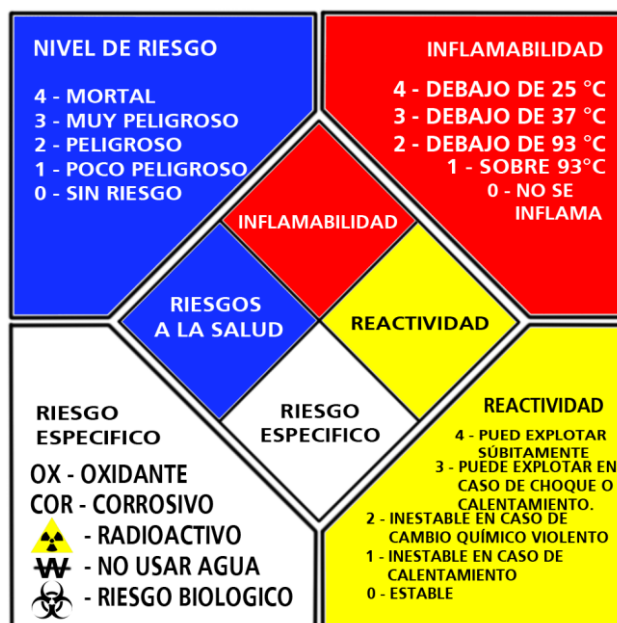 NIVEL DE RIESGO
4 - MORTAL
3 - MUY PELIGROSO
2 - PELIGROSO
1 - POCO PELIGROSO
0 - SIN RIESGO
INFLAMABILIDAD
4 - DEBAJO DE 25 °C
3 - DEBAJO DE 37 °C
2 - DEBAJO DE 93 °C
1 - SOBRE 93°C
0 - NO SE
INFLAMA
INFLAMABILIDAD
RIESGOS
A LA SALUD
REACTIVIDAD
RIESGO
ESPECIFICO
RIESGO
ESPECIFICO
OX - OXIDANTE
COR - CORROSIVO
- RADIOACTIVO
W - NO USAR AGUA
- RIESGO BIOLOGICO
REACTIVIDAD
4 - PUED EXPLOTAR
SÚBITAMENTE
3 - PUEDE EXPLOTAR EN
CASO DE CHOQUE O
CALENTAMIENTO.
2 - INESTABLE EN CASO DE
CAMBIO QUÍMICO VIOLENTO
1 - INESTABLE EN CASO DE
CALENTAMIENTO
0 - ESTABLE